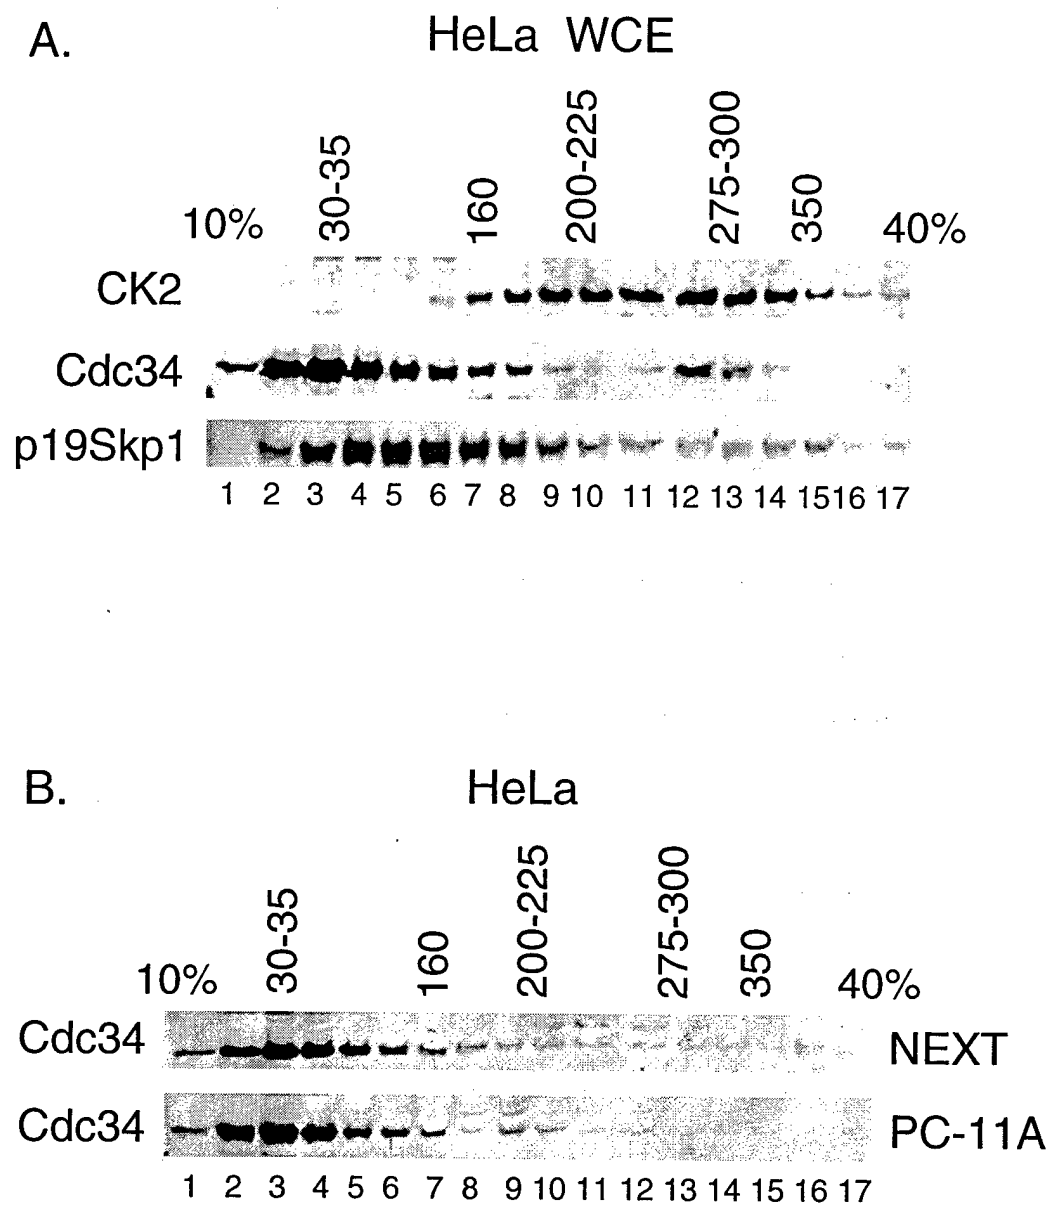 A.
HeLa WCE
10% 30-35 160 200-225 275-300 350 40%
CK2
Cdc34
p19Skp1
1 2 3 4 5 6 7 8 9 10 11 12 13 14 15 16 17
B.
HeLa
10% 30-35 160 200-225 275-300 350 40%
Cdc34 NEXT
Cdc34 PC-11A
1 2 3 4 5 6 7 8 9 10 11 12 13 14 15 16 17